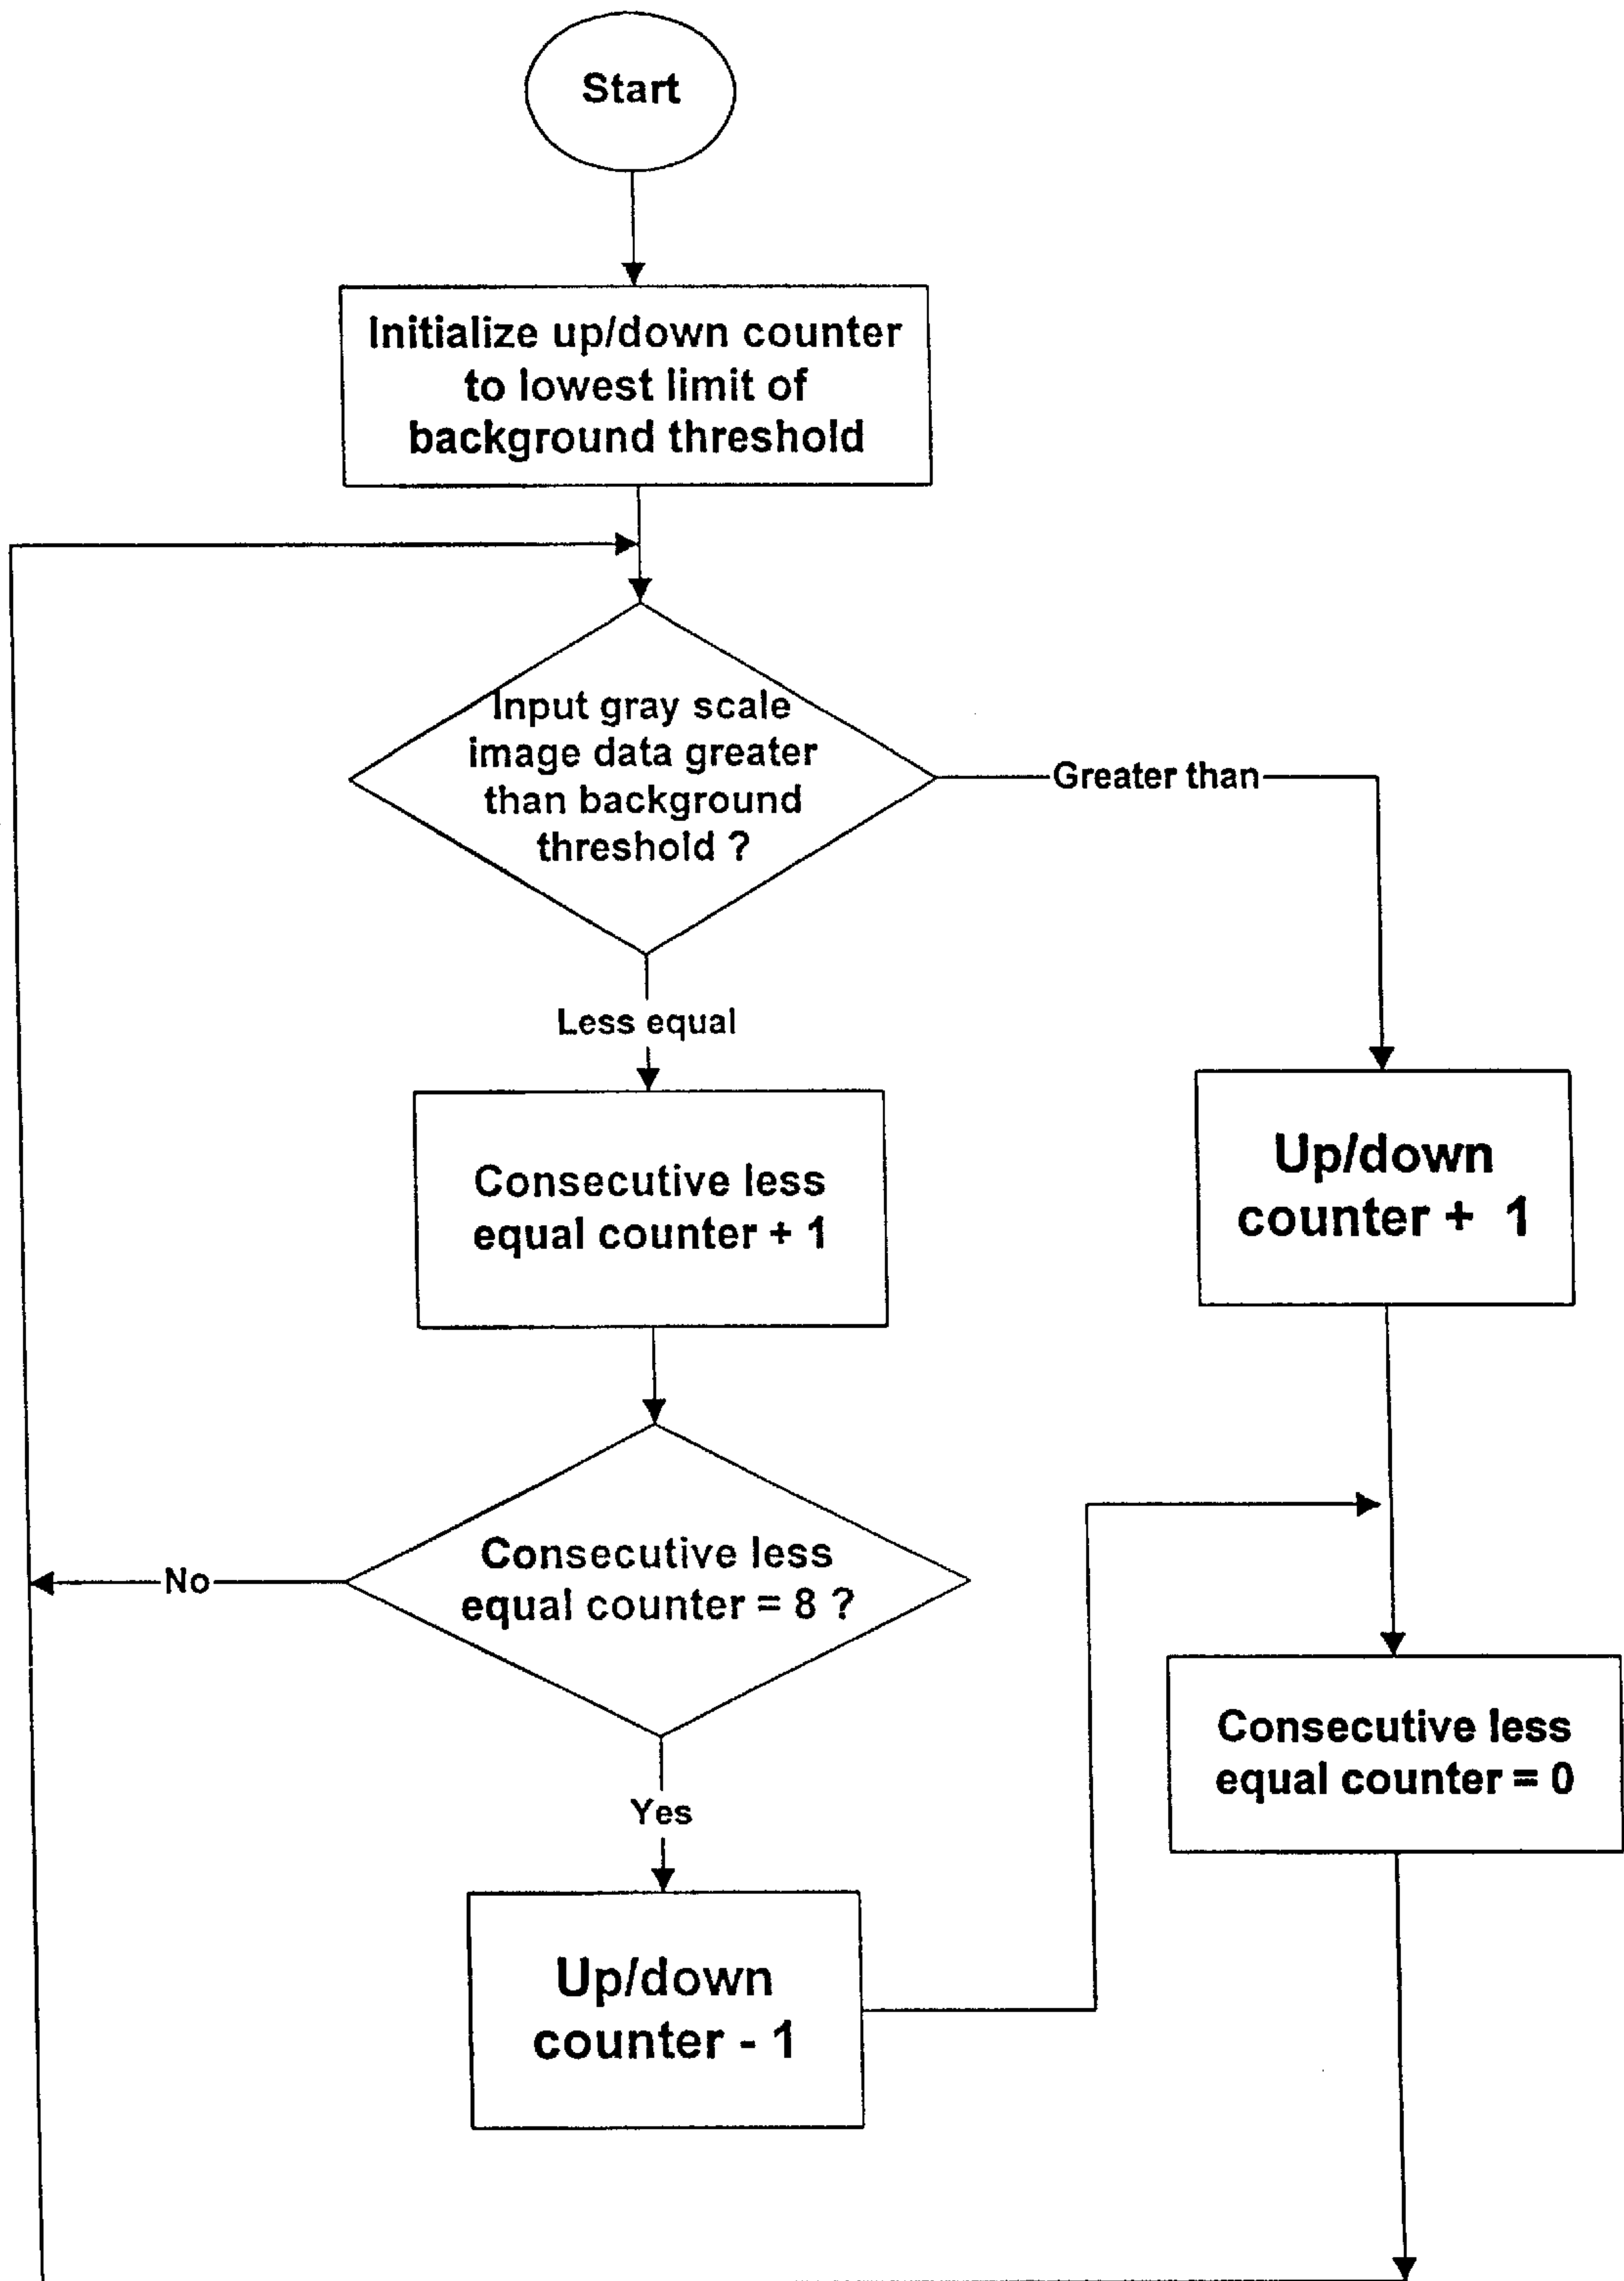 Start
Initialize up/down counter
to lowest limit of
background threshold
Input gray scale
image data greater
than background
threshold ?
Greater than
Less equal
Consecutive less
equal counter + 1
Up/down
counter + 1
Consecutive less
equal counter = 8 ?
No
Yes
Consecutive less
equal counter = 0
Up/down
counter - 1